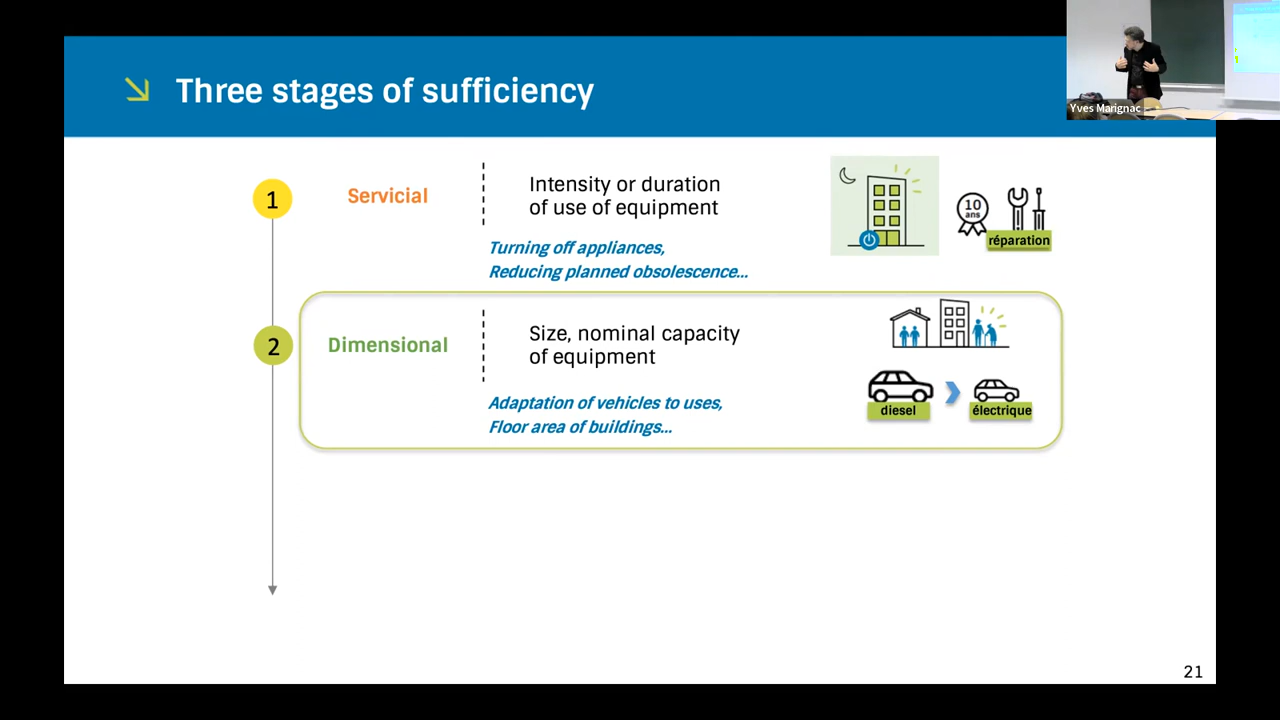 Three stages of sufficiency
Yves Marignac
1
Servicial
Intensity or duration
of use of equipment
Turning off appliances,
Reducing planned obsolescence...
10
ans
réparation
2
Dimensional
Size, nominal capacity
of equipment
Adaptation of vehicles to uses,
Floor area of buildings...
diesel
électrique
21